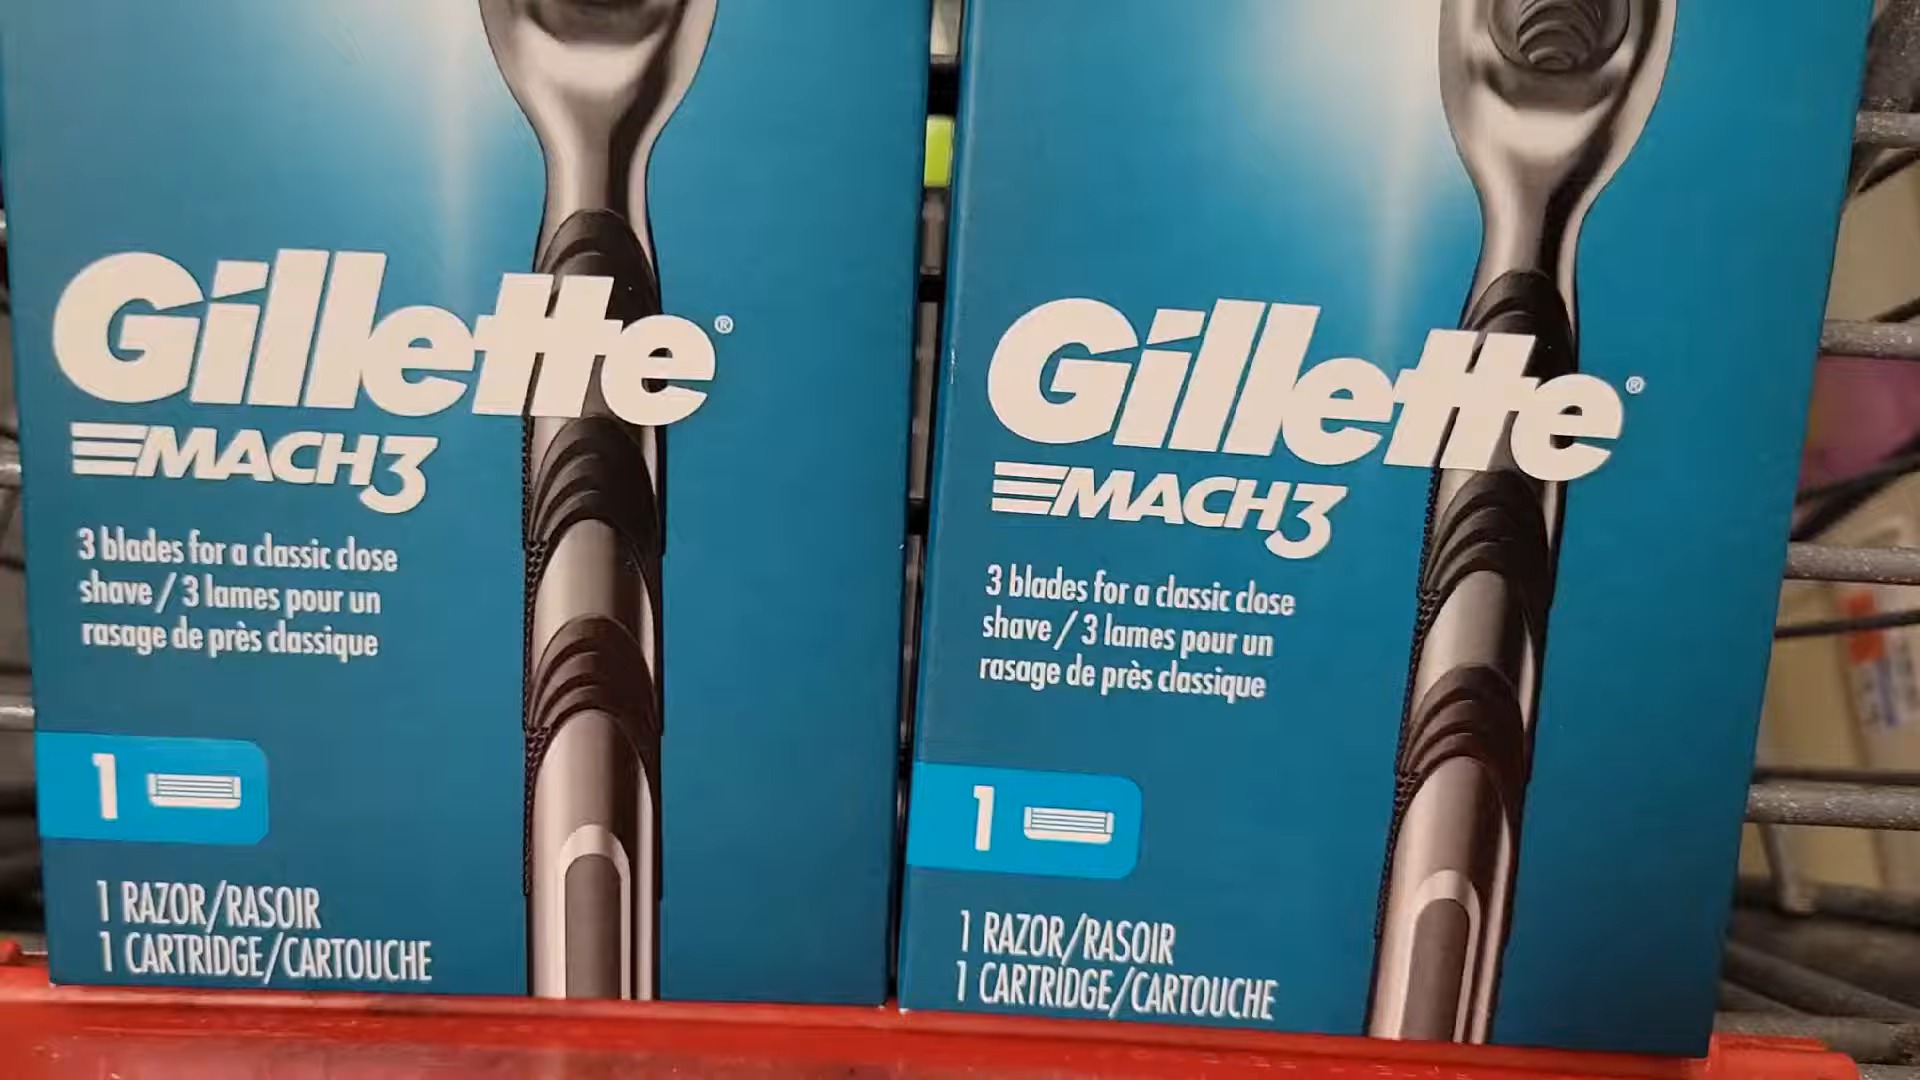 Gillette®
MACH3
3 blades for a classic close
shave / 3 lames pour un
rasage de près classique
1
1 RAZOR/RASOIR
1 CARTRIDGE/CARTOUCHE
Gillette®
MACH3
3 blades for a classic close
shave / 3 lames pour un
rasage de près classique
1
1 RAZOR/RASOIR
1 CARTRIDGE/CARTOUCHE